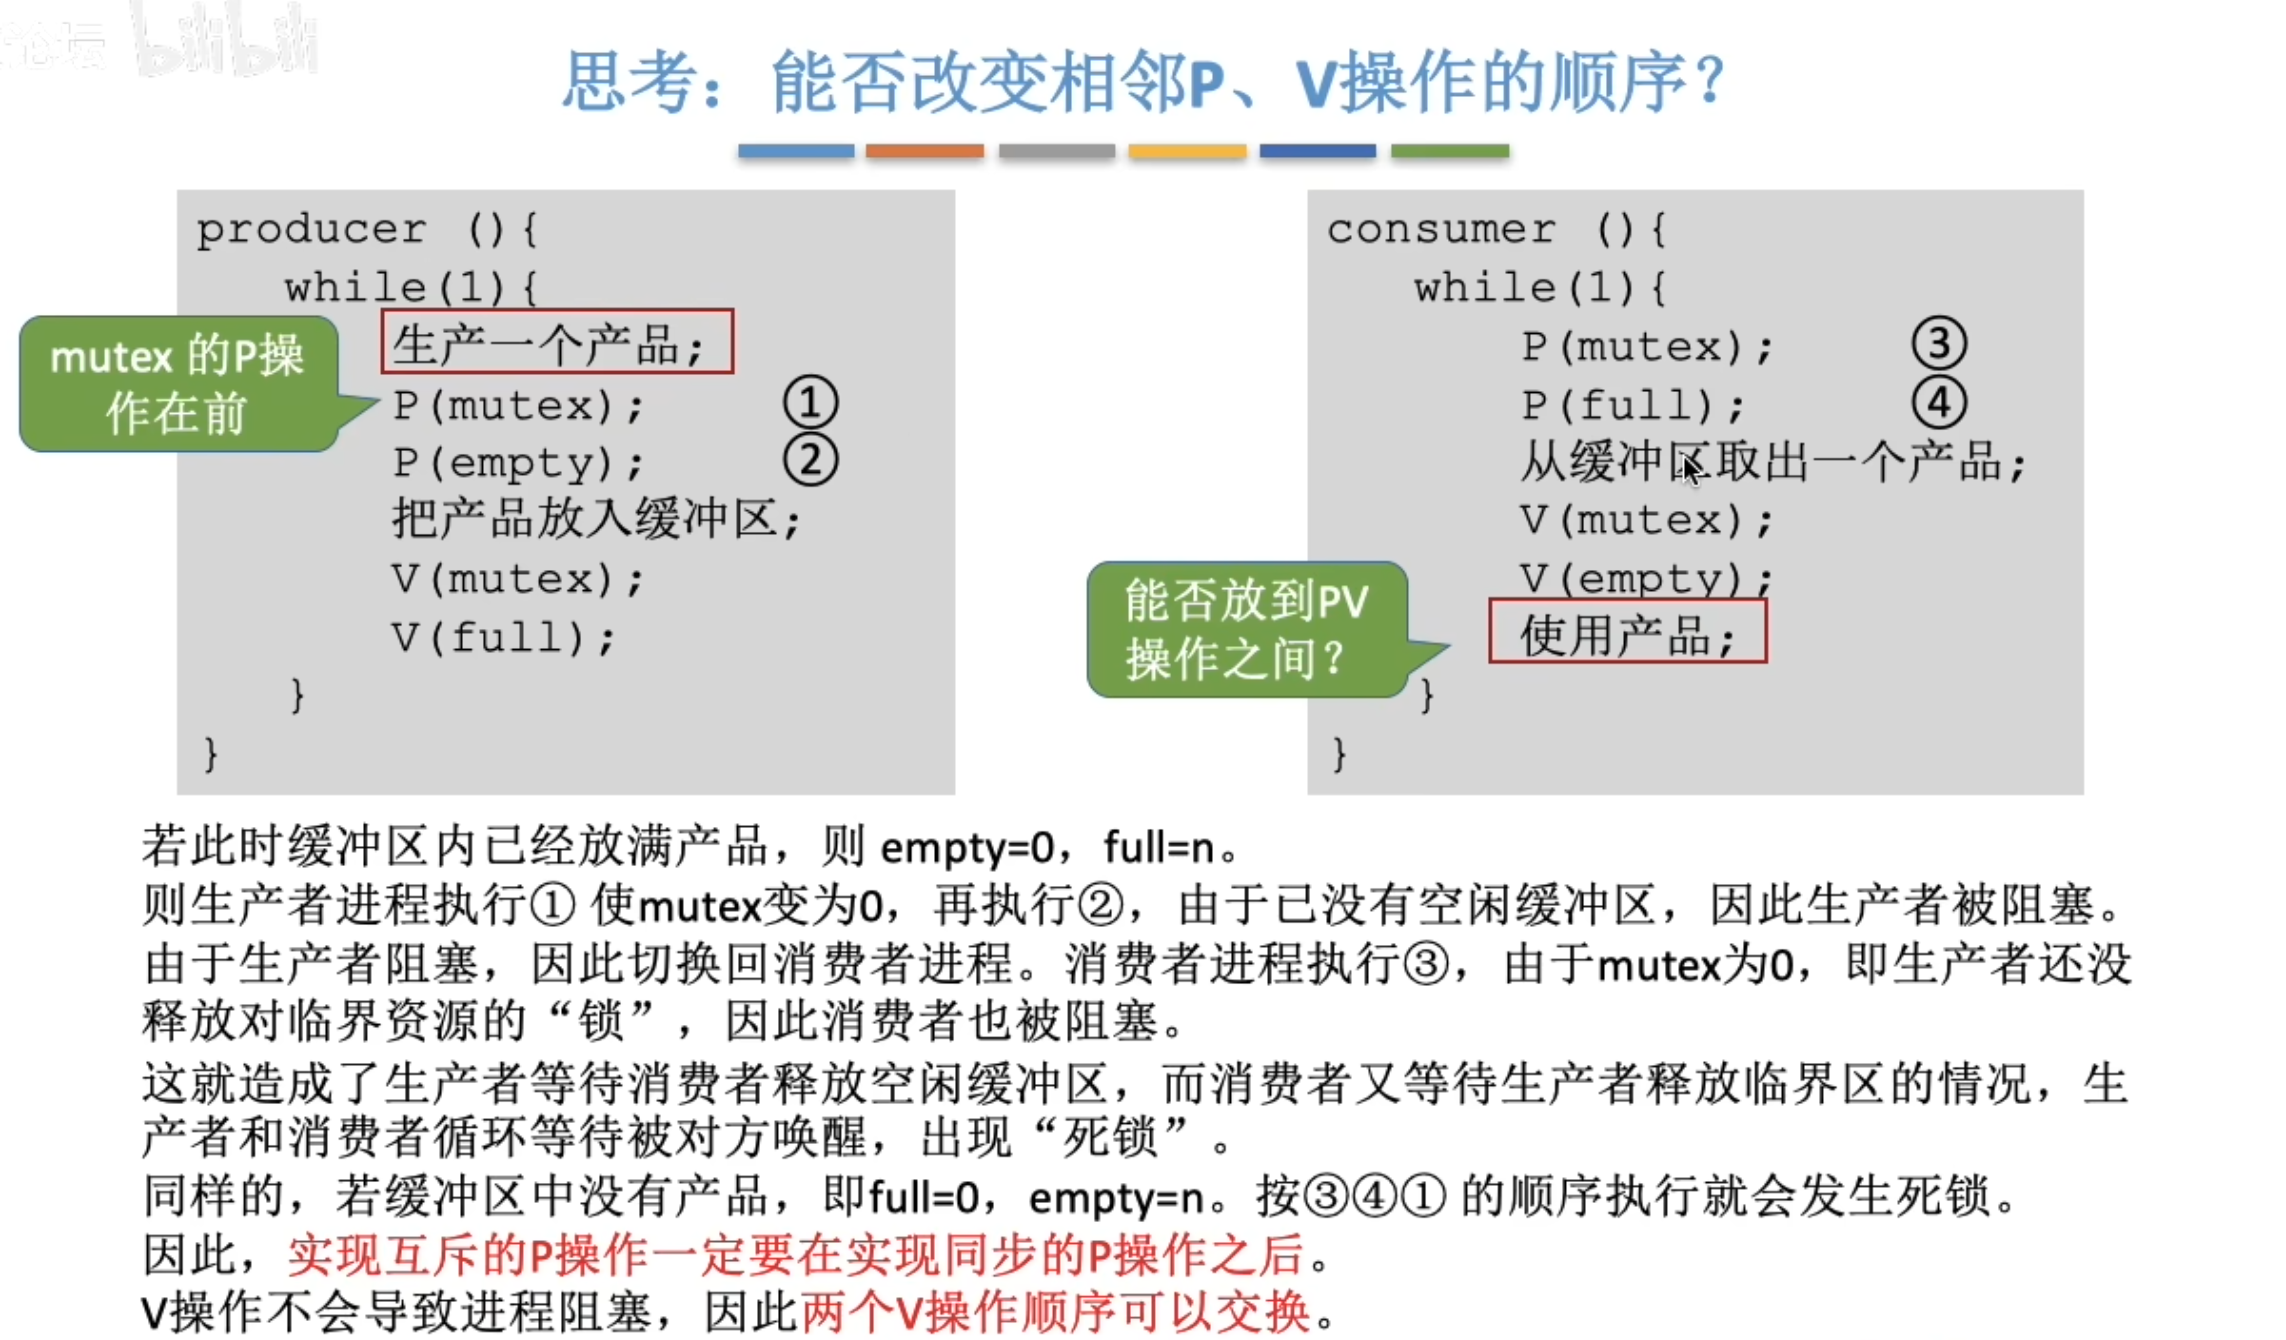 论坛 bilibili
思考：能否改变相邻P、V操作的顺序？
producer (){
while(1){
生产一个产品;
mutex 的P操
作在前
P(mutex); ①
P(empty); ②
把产品放入缓冲区;
V(mutex);
V(full);
}
}
consumer (){
while(1){
P(mutex); ③
P(full); ④
从缓冲区取出一个产品;
V(mutex);
V(empty);
能否放到PV
操作之间？
使用产品;
}
}
若此时缓冲区内已经放满产品，则 empty=0，full=n。
则生产者进程执行① 使mutex变为0，再执行②，由于已没有空闲缓冲区，因此生产者被阻塞。
由于生产者阻塞，因此切换回消费者进程。消费者进程执行③，由于mutex为0，即生产者还没
释放对临界资源的“锁”，因此消费者也被阻塞。
这就造成了生产者等待消费者释放空闲缓冲区，而消费者又等待生产者释放临界区的情况，生
产者和消费者循环等待被对方唤醒，出现“死锁”。
同样的，若缓冲区中没有产品，即full=0，empty=n。按③④① 的顺序执行就会发生死锁。
因此，实现互斥的P操作一定要在实现同步的P操作之后。
V操作不会导致进程阻塞，因此两个V操作顺序可以交换。